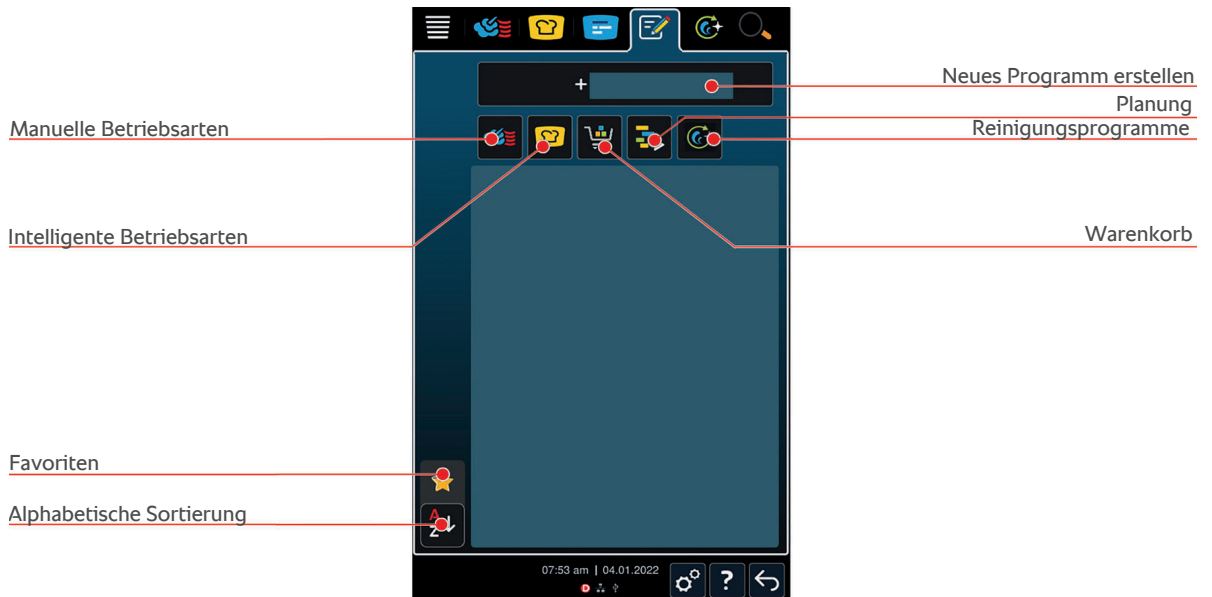 +
Neues Programm erstellen
Planung
Manuelle Betriebsarten
Reinigungsprogramme
Intelligente Betriebsarten
Warenkorb
Favoriten
Alphabetische Sortierung
A
Z
07:53 am | 04.01.2022
D
?